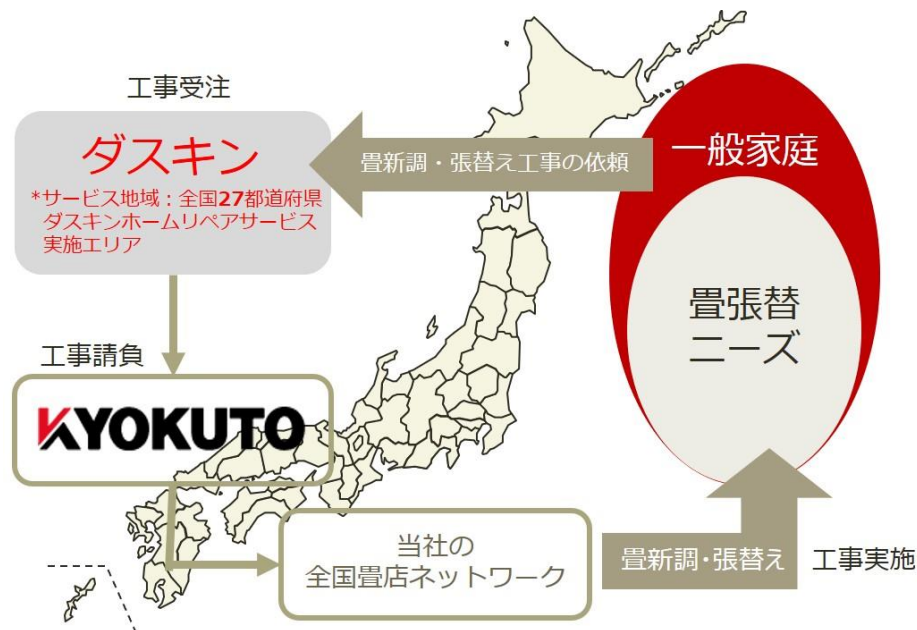 工事受注
ダスキン
*サービス地域：全国27都道府県
ダスキンホームリペアサービス
実施エリア
畳新調・張替え工事の依頼
一般家庭
畳張替
ニーズ
工事請負
KYOKUTO
当社の
全国畳店ネットワーク
畳新調・張替え
工事実施